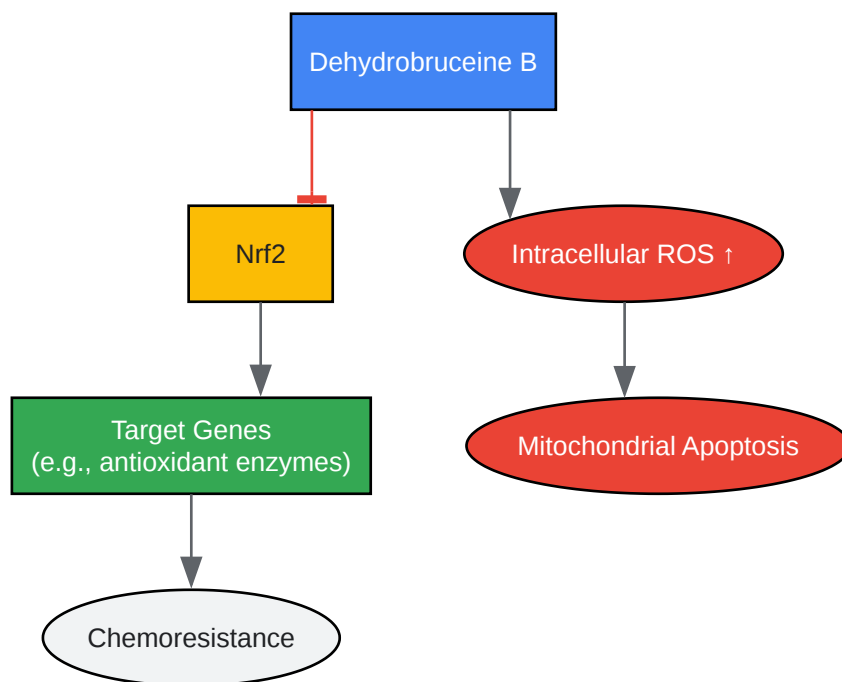 Dehydrobruceine B
Nrf2
Intracellular ROS ↑
Target Genes
(e.g., antioxidant enzymes)
Mitochondrial Apoptosis
Chemoresistance